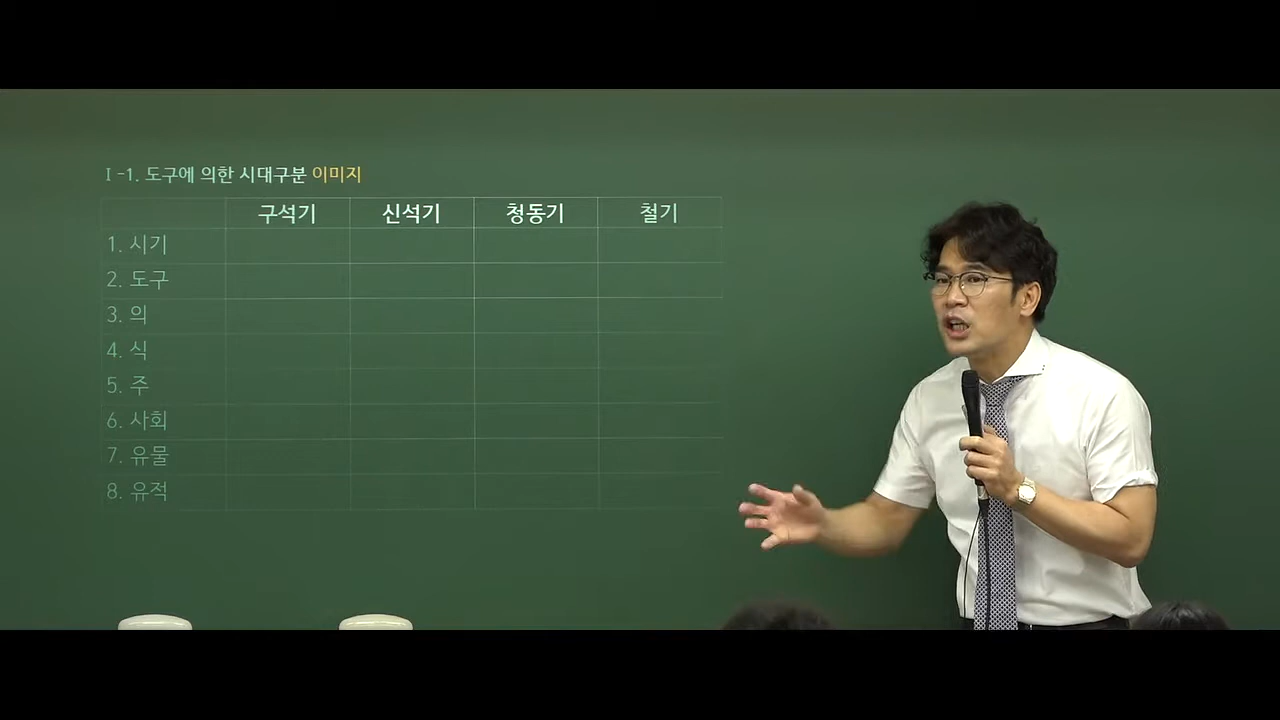 Ⅰ-1. 도구에 의한 시대구분 이미지
구석기 신석기 청동기 철기
1. 시기
2. 도구
3. 의
4. 식
5. 주
6. 사회
7. 유물
8. 유적